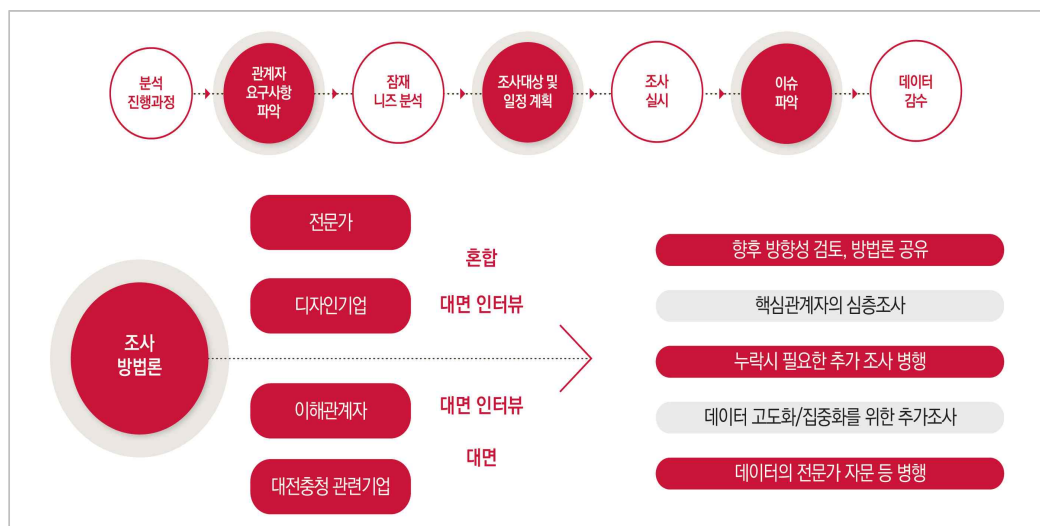 분석
진행과정
관계자
요구사항
파악
잠재
니즈 분석
조사대상 및
일정 계획
조사
실시
이슈
파악
데이터
감수
조사
방법론
전문가
디자인기업
이해관계자
대전충청 관련기업
혼합
대면 인터뷰
대면 인터뷰
대면
향후 방향성 검토, 방법론 공유
핵심관계자의 심층조사
누락시 필요한 추가 조사 병행
데이터 고도화/집중화를 위한 추가조사
데이터의 전문가 자문 등 병행